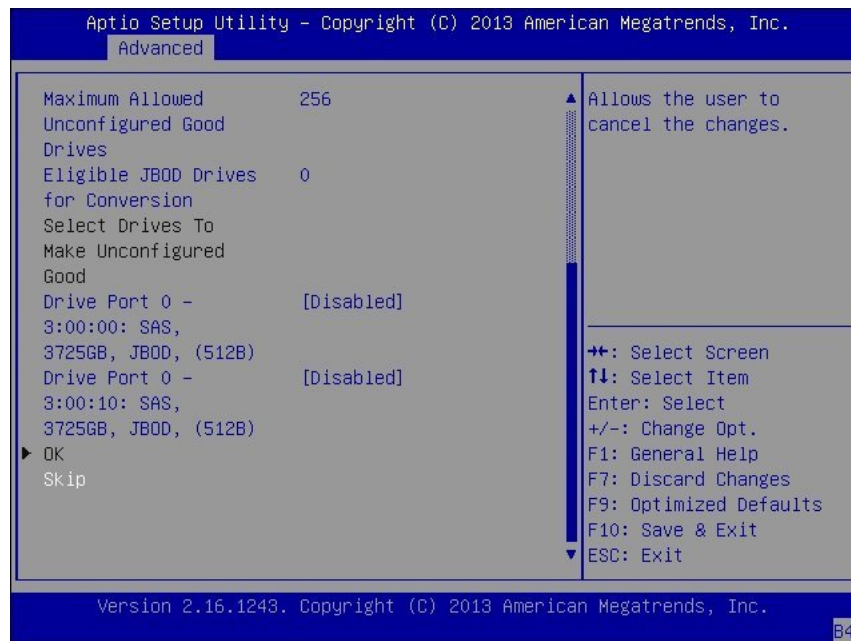 Aptio Setup Utility – Copyright (C) 2013 American Megatrends, Inc.
Advanced
Maximum Allowed 256
Unconfigured Good
Drives
Eligible JBOD Drives 0
for Conversion
Select Drives To
Make Unconfigured
Good
Drive Port 0 – [Disabled]
3:00:00: SAS,
3725GB, JBOD, (512B)
Drive Port 0 – [Disabled]
3:00:10: SAS,
3725GB, JBOD, (512B)
OK
Skip
Allows the user to
cancel the changes.
→←: Select Screen
↑↓: Select Item
Enter: Select
+/-: Change Opt.
F1: General Help
F7: Discard Changes
F9: Optimized Defaults
F10: Save & Exit
ESC: Exit
Version 2.16.1243. Copyright (C) 2013 American Megatrends, Inc.
B4